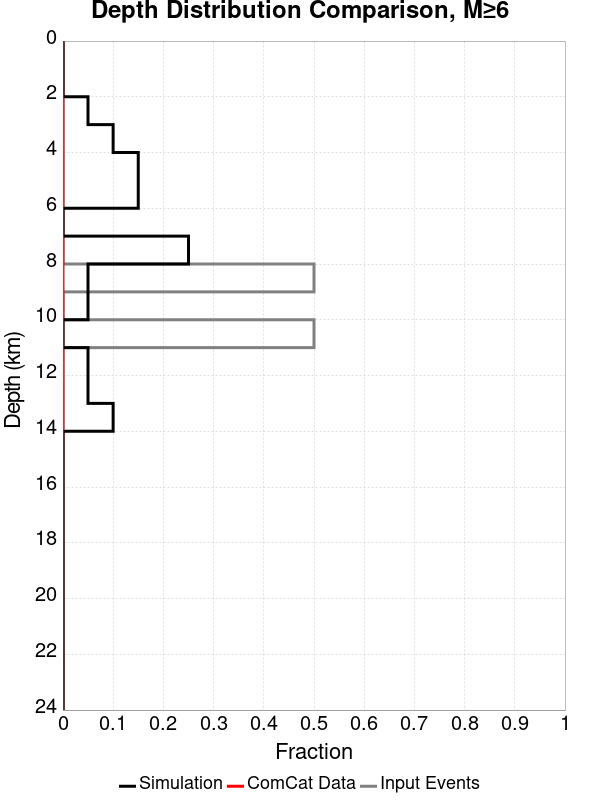 Depth Distribution Comparison, M≥6
0
2
4
6
8
10
12
14
16
18
20
22
24
Depth (km)
0 0.1 0.2 0.3 0.4 0.5 0.6 0.7 0.8 0.9 1
Fraction
Simulation ComCat Data Input Events